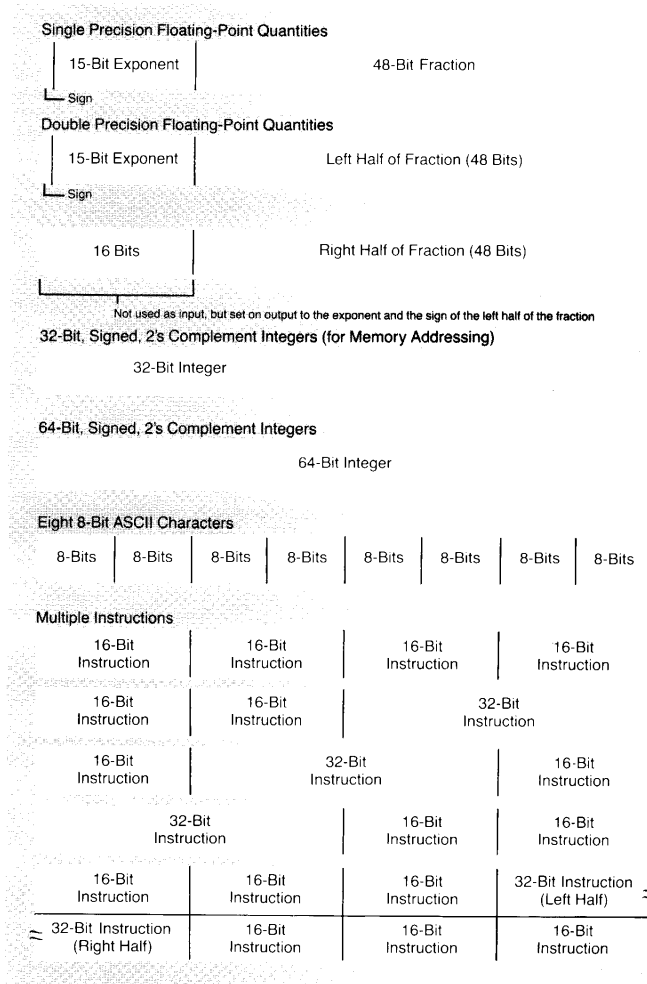 Single Precision Floating-Point Quantities
15-Bit Exponent 48-Bit Fraction
Sign
Double Precision Floating-Point Quantities
15-Bit Exponent Left Half of Fraction (48 Bits)
Sign
16 Bits Right Half of Fraction (48 Bits)
Not used as input, but set on output to the exponent and the sign of the left half of the fraction
32-Bit, Signed, 2's Complement Integers (for Memory Addressing)
32-Bit Integer
64-Bit, Signed, 2's Complement Integers
64-Bit Integer
Eight 8-Bit ASCII Characters
8-Bits 8-Bits 8-Bits 8-Bits 8-Bits 8-Bits 8-Bits 8-Bits
Multiple Instructions
16-Bit 16-Bit 16-Bit 16-Bit
Instruction Instruction Instruction Instruction
16-Bit 16-Bit 32-Bit
Instruction Instruction Instruction
16-Bit 32-Bit 16-Bit
Instruction Instruction Instruction
32-Bit 16-Bit 16-Bit
Instruction Instruction Instruction
16-Bit 16-Bit 16-Bit 32-Bit Instruction
Instruction Instruction Instruction (Left Half)
32-Bit Instruction 16-Bit 16-Bit 16-Bit
(Right Half) Instruction Instruction Instruction